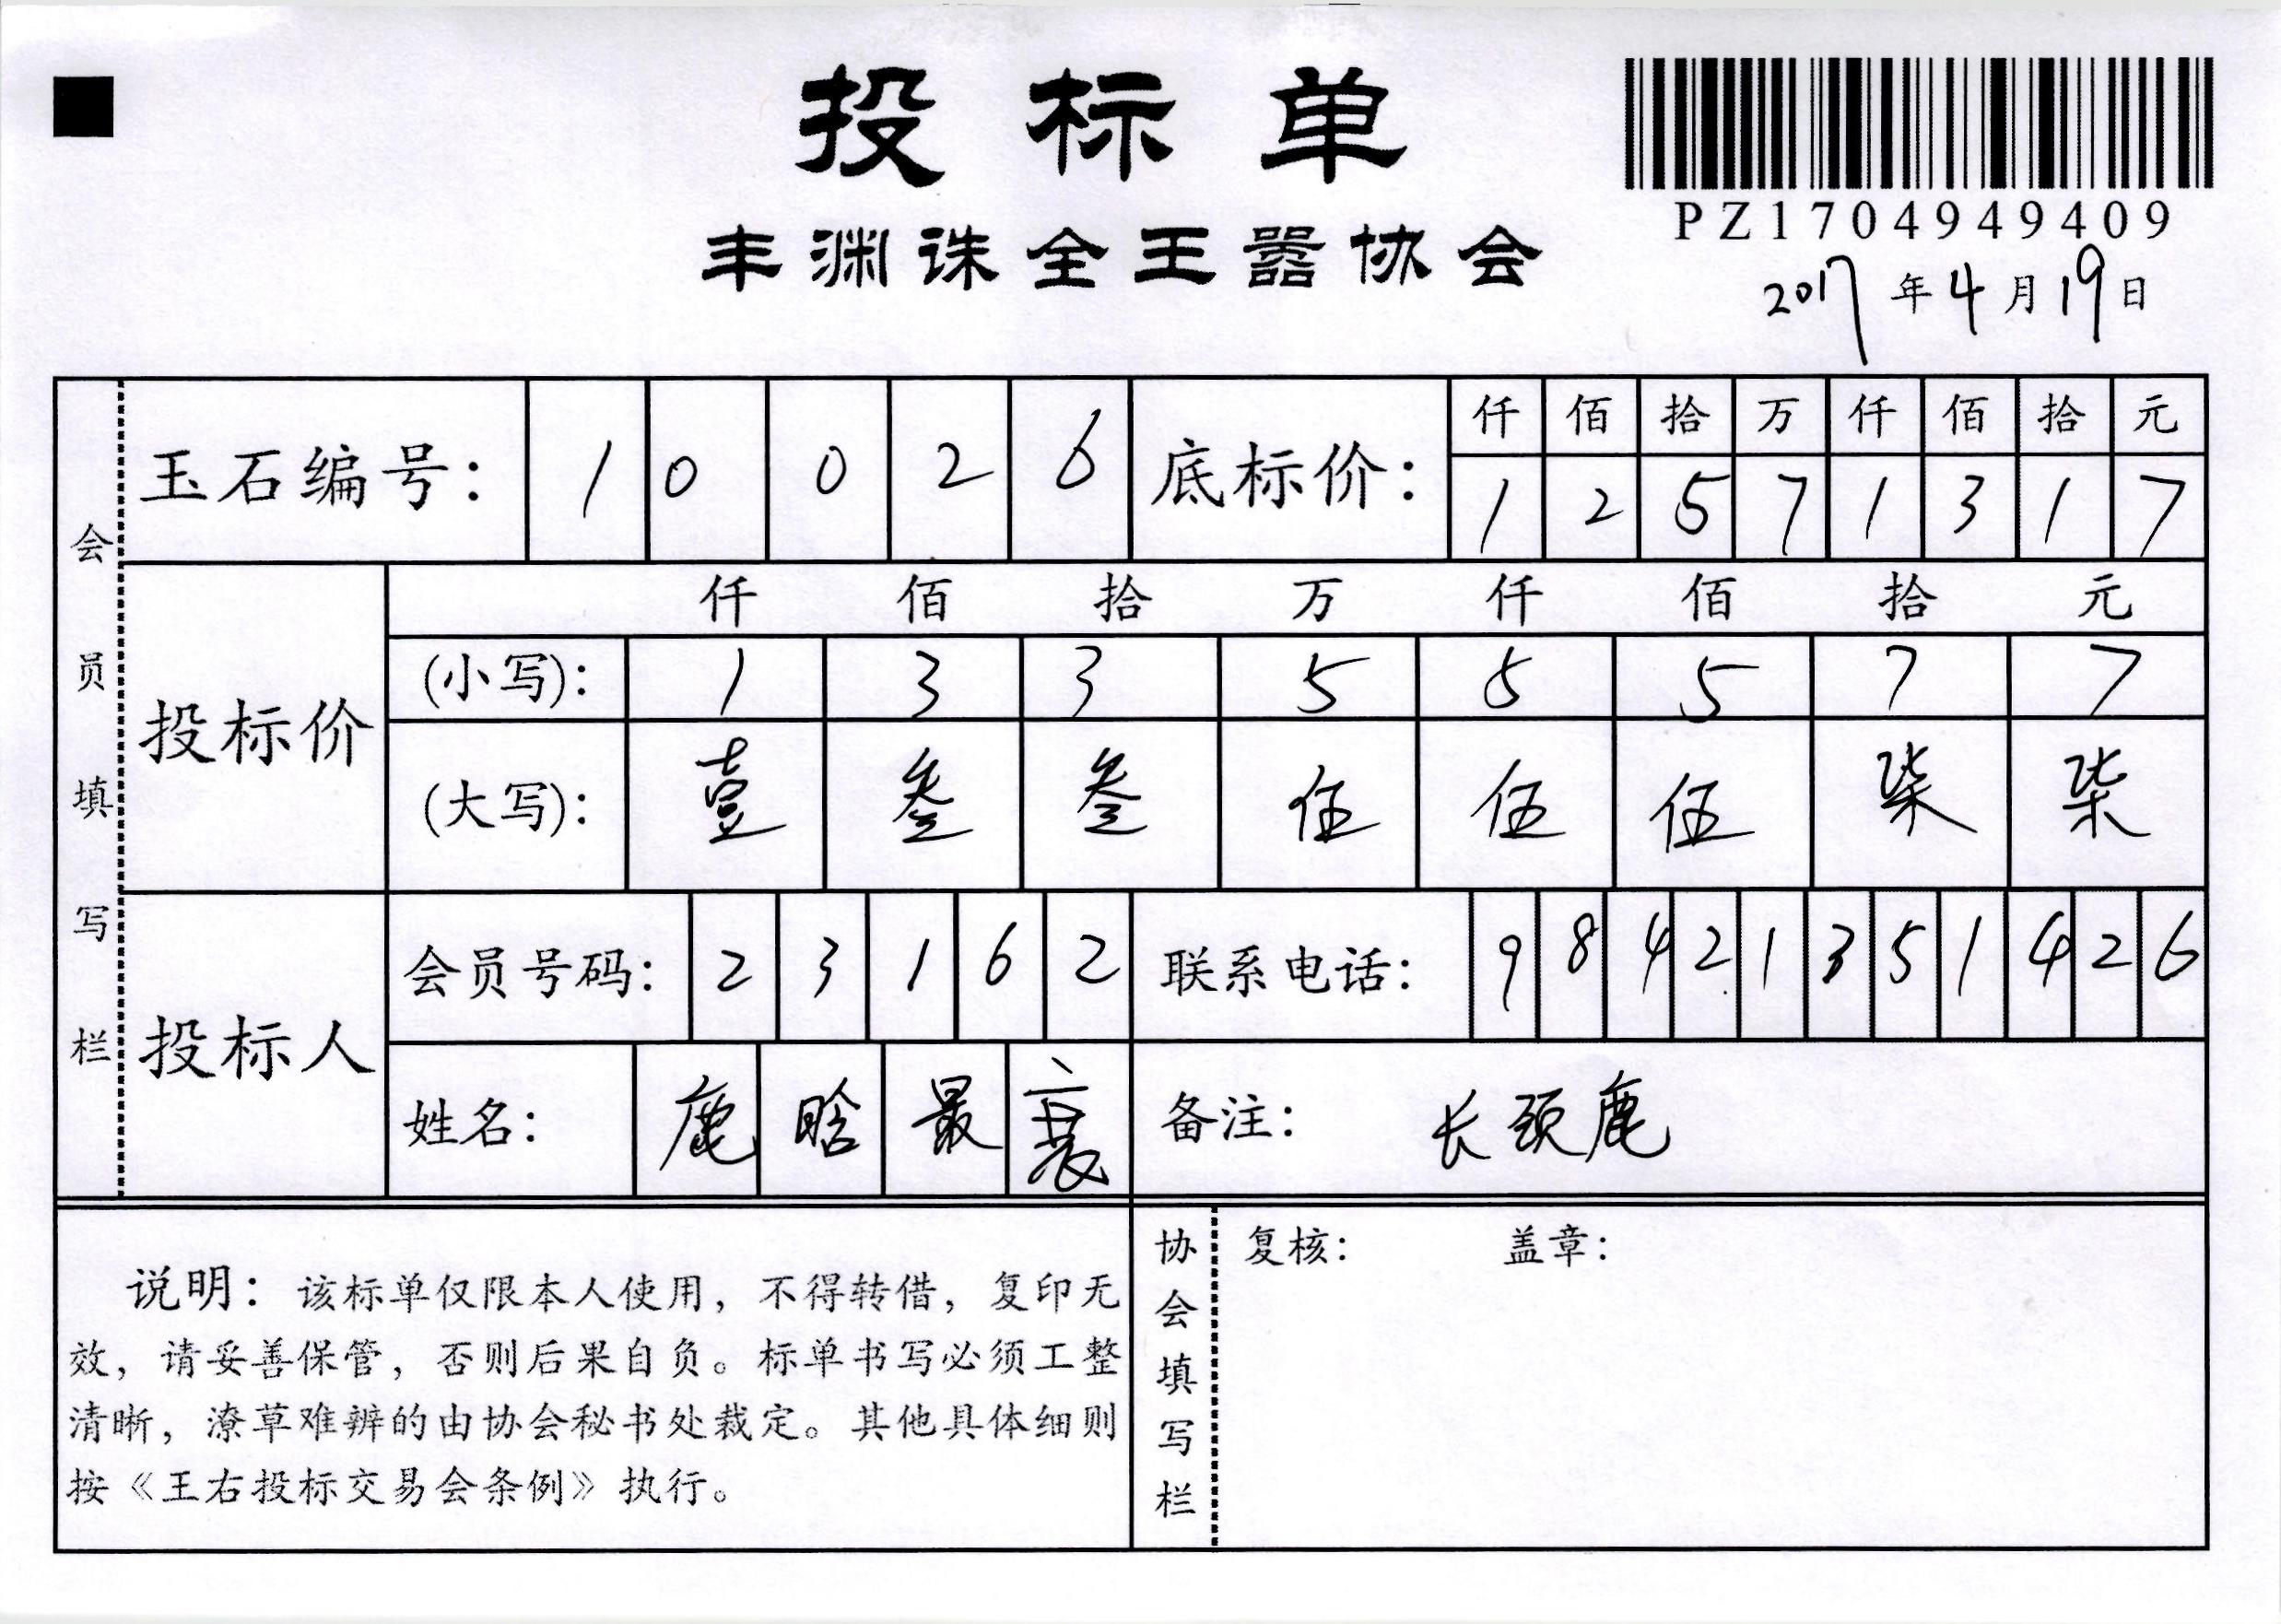 投标单
PZ1704949409
丰渊诛全王嚣协会
2017年4月19日
会员填写栏
玉石编号: 1 0 0 2 6 底标价: 仟 佰 拾 万 仟 佰 拾 元
1 2 5 7 1 3 1 7
投标价
仟 佰 拾 万 仟 佰 拾 元
(小写): 1 3 3 5 5 5 7 7
(大写): 壹 叁 叁 伍 伍 伍 柒 柒
投标人
会员号码: 2 3 1 6 2 联系电话: 9 8 4 2 1 3 5 1 4 2 6
姓名: 鹿 晗 最 衰 备注: 长颈鹿
说明: 该标单仅限本人使用,不得转借,复印无
效,请妥善保管,否则后果自负。标单书写必须工整
清晰,潦草难辨的由协会秘书处裁定。其他具体细则
按《王右投标交易会条例》执行。
协会填写栏
复核: 盖章: